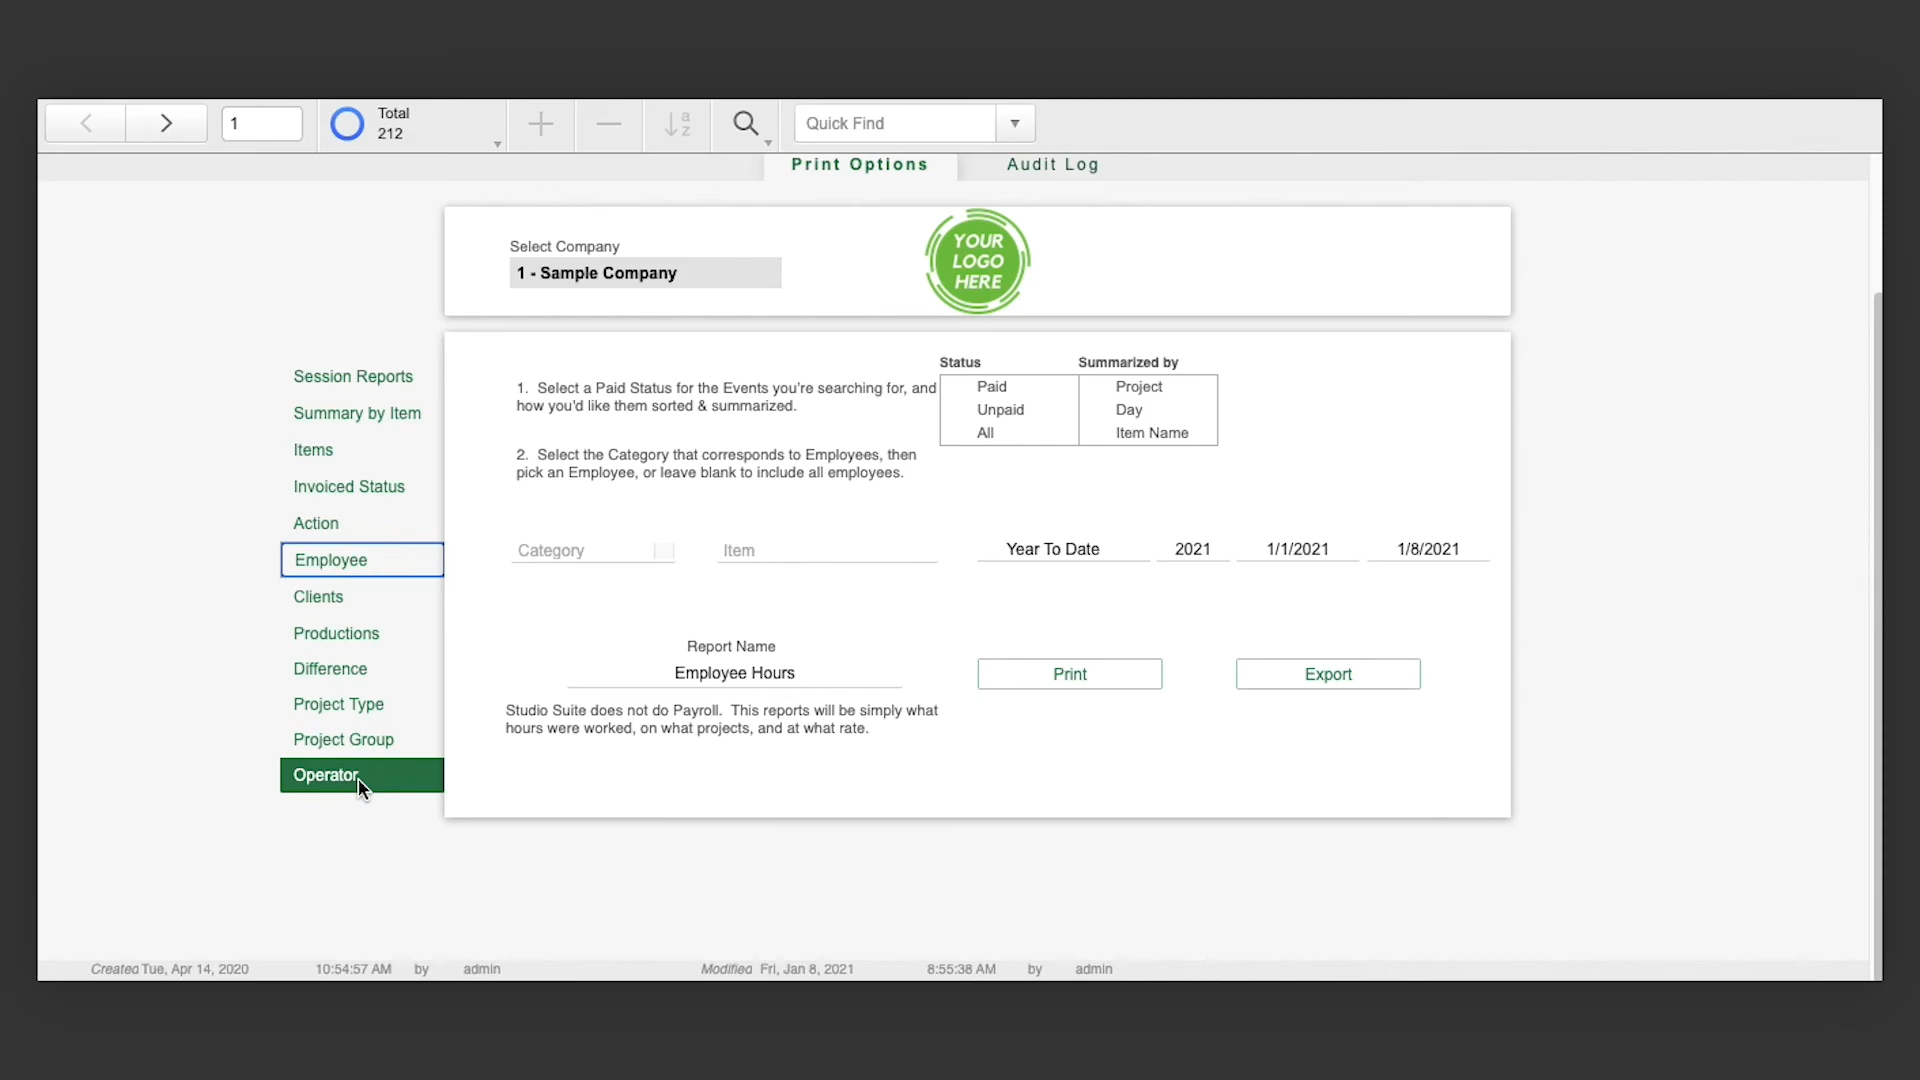 1
Total
212
Quick Find
Print Options
Audit Log
Select Company
1 - Sample Company
YOUR
LOGO
HERE
Session Reports
Summary by Item
Items
Invoiced Status
Action
Employee
Clients
Productions
Difference
Project Type
Project Group
Operator
1. Select a Paid Status for the Events you're searching for, and
how you'd like them sorted & summarized.
2. Select the Category that corresponds to Employees, then
pick an Employee, or leave blank to include all employees.
Status
Paid
Unpaid
All
Summarized by
Project
Day
Item Name
Category
Item
Year To Date
2021
1/1/2021
1/8/2021
Report Name
Employee Hours
Print
Export
Studio Suite does not do Payroll. This reports will be simply what
hours were worked, on what projects, and at what rate.
Created Tue, Apr 14, 2020 10:54:57 AM by admin
Modified Fri, Jan 8, 2021 8:55:38 AM by admin